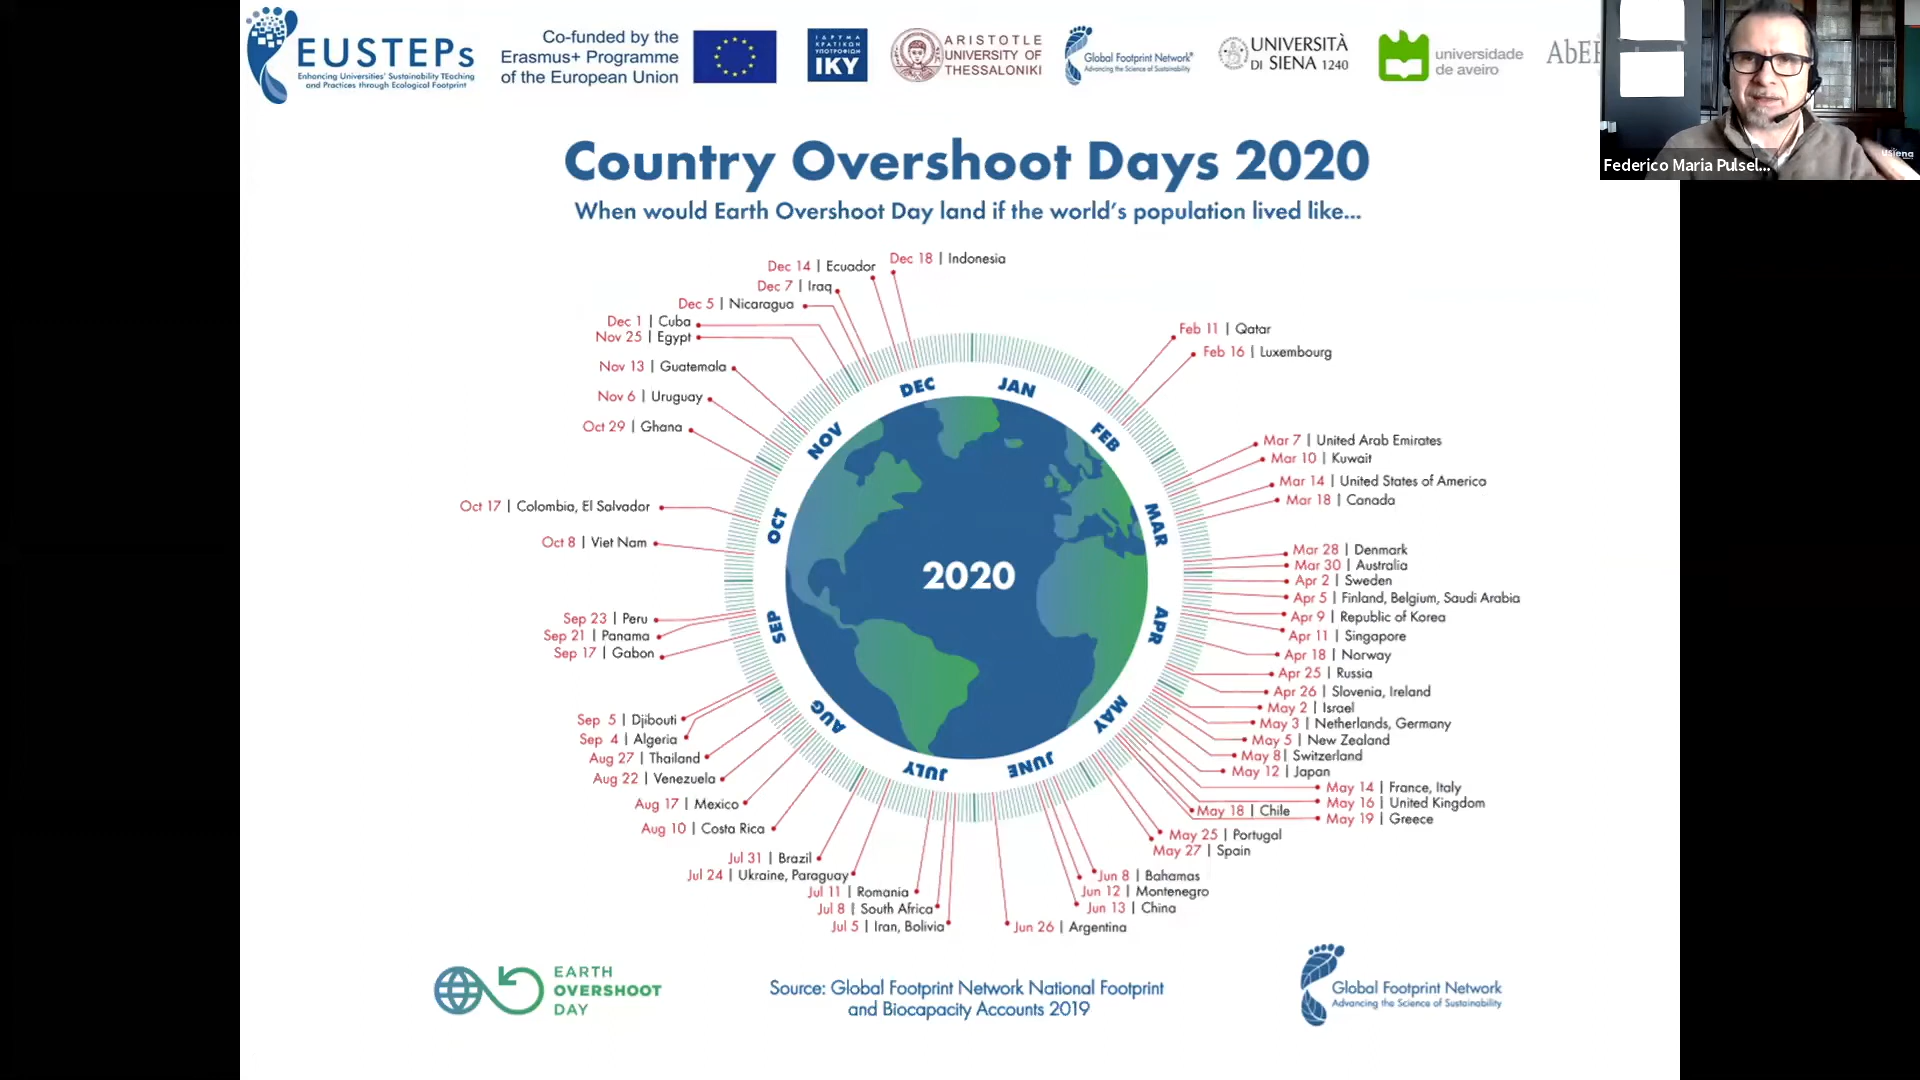 EUSTEPs
Enhancing Universities' Sustainability TEaching
and Practices through Ecological Footprint
Co-funded by the
Erasmus+ Programme
of the European Union
ΙΔΡΥΜΑ
ΚΡΑΤΙΚΩΝ
ΥΠΟΤΡΟΦΙΩΝ
IKY
ARISTOTLE
UNIVERSITY OF
THESSALONIKI
Global Footprint Network®
Advancing the Science of Sustainability
UNIVERSITÀ
DI SIENA 1240
universidade
de aveiro
Federico Maria Pulsel...
usiena
Country Overshoot Days 2020
When would Earth Overshoot Day land if the world's population lived like...
Dec 18 | Indonesia
Dec 14 | Ecuador
Dec 7 | Iraq
Dec 5 | Nicaragua
Dec 1 | Cuba
Nov 25 | Egypt
Nov 13 | Guatemala
Nov 6 | Uruguay
Oct 29 | Ghana
Oct 17 | Colombia, El Salvador
Oct 8 | Viet Nam
Sep 23 | Peru
Sep 21 | Panama
Sep 17 | Gabon
Sep 5 | Djibouti
Sep 4 | Algeria
Aug 27 | Thailand
Aug 22 | Venezuela
Aug 17 | Mexico
Aug 10 | Costa Rica
Jul 31 | Brazil
Jul 24 | Ukraine, Paraguay
Jul 11 | Romania
Jul 8 | South Africa
Jul 5 | Iran, Bolivia
Feb 11 | Qatar
Feb 16 | Luxembourg
Mar 7 | United Arab Emirates
Mar 10 | Kuwait
Mar 14 | United States of America
Mar 18 | Canada
Mar 28 | Denmark
Mar 30 | Australia
Apr 2 | Sweden
Apr 5 | Finland, Belgium, Saudi Arabia
Apr 9 | Republic of Korea
Apr 11 | Singapore
Apr 18 | Norway
Apr 25 | Russia
Apr 26 | Slovenia, Ireland
May 2 | Israel
May 3 | Netherlands, Germany
May 5 | New Zealand
May 8 | Switzerland
May 12 | Japan
May 14 | France, Italy
May 16 | United Kingdom
May 18 | Chile
May 19 | Greece
May 25 | Portugal
May 27 | Spain
Jun 8 | Bahamas
Jun 12 | Montenegro
Jun 13 | China
Jun 26 | Argentina
JAN
FEB
MAR
APR
MAY
JUNE
JULY
AUG
SEP
OCT
NOV
DEC
2020
EARTH
OVERSHOOT
DAY
Source: Global Footprint Network National Footprint
and Biocapacity Accounts 2019
Global Footprint Network
Advancing the Science of Sustainability